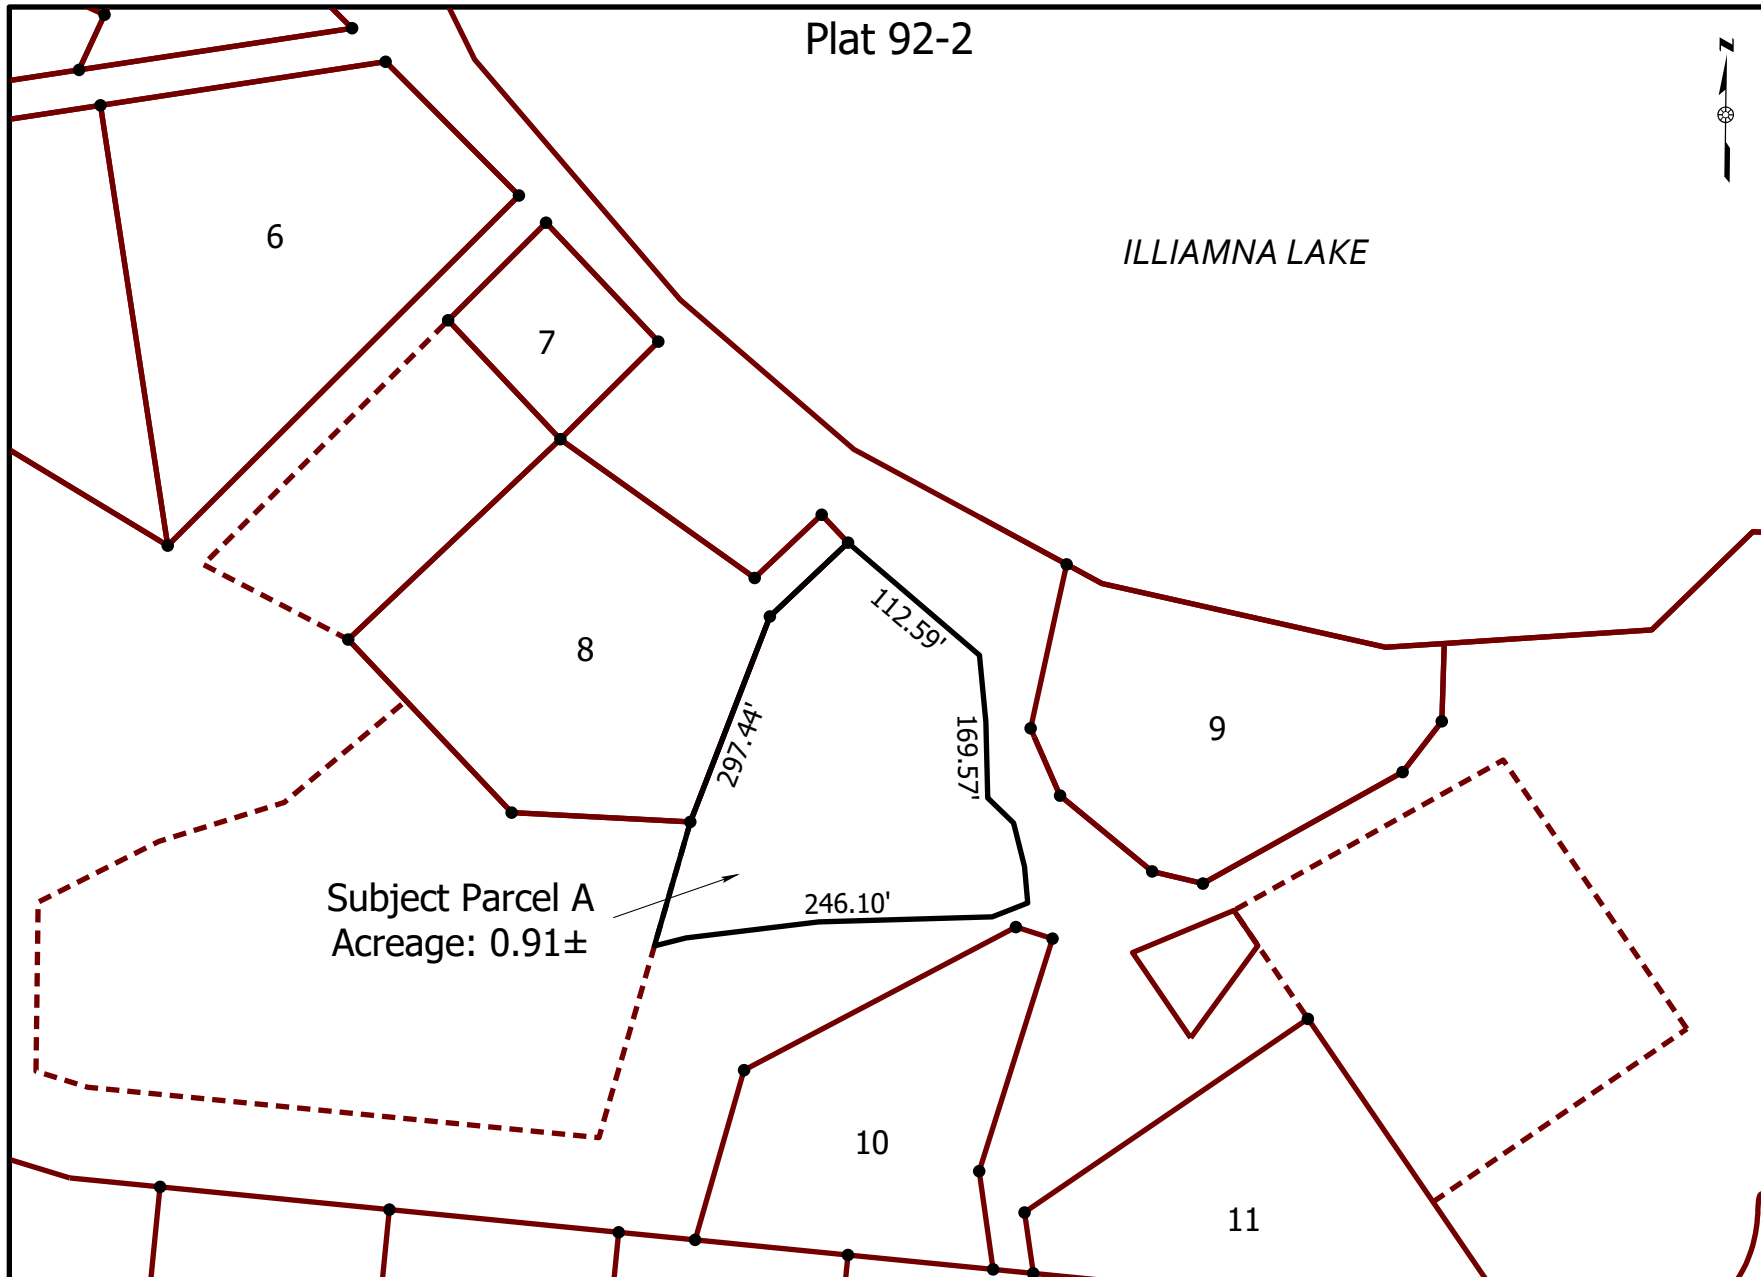 Plat 92-2
N
6
ILLIAMNA LAKE
7
112.59'
8
297.44'
169.57'
9
Subject Parcel A
Acreage: 0.91±
246.10'
10
11